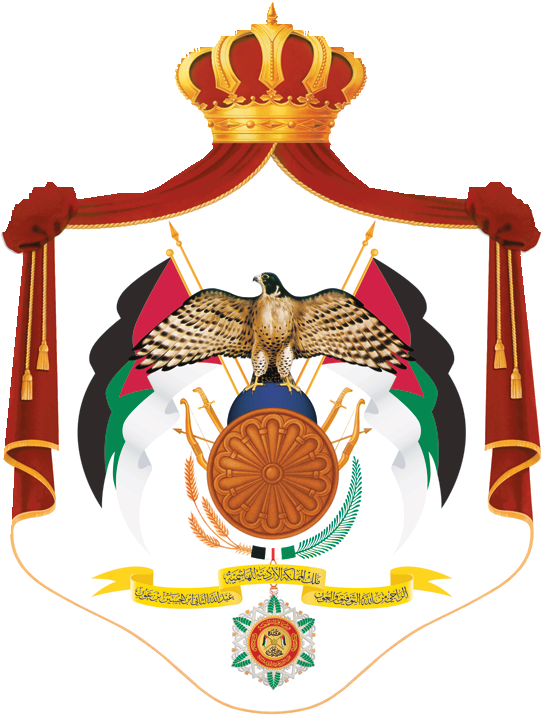 ملك المملكة الأردنية الهاشمية
الراجي من الله التوفيق والعون
عبدالله الثاني ابن الحسين بن عون